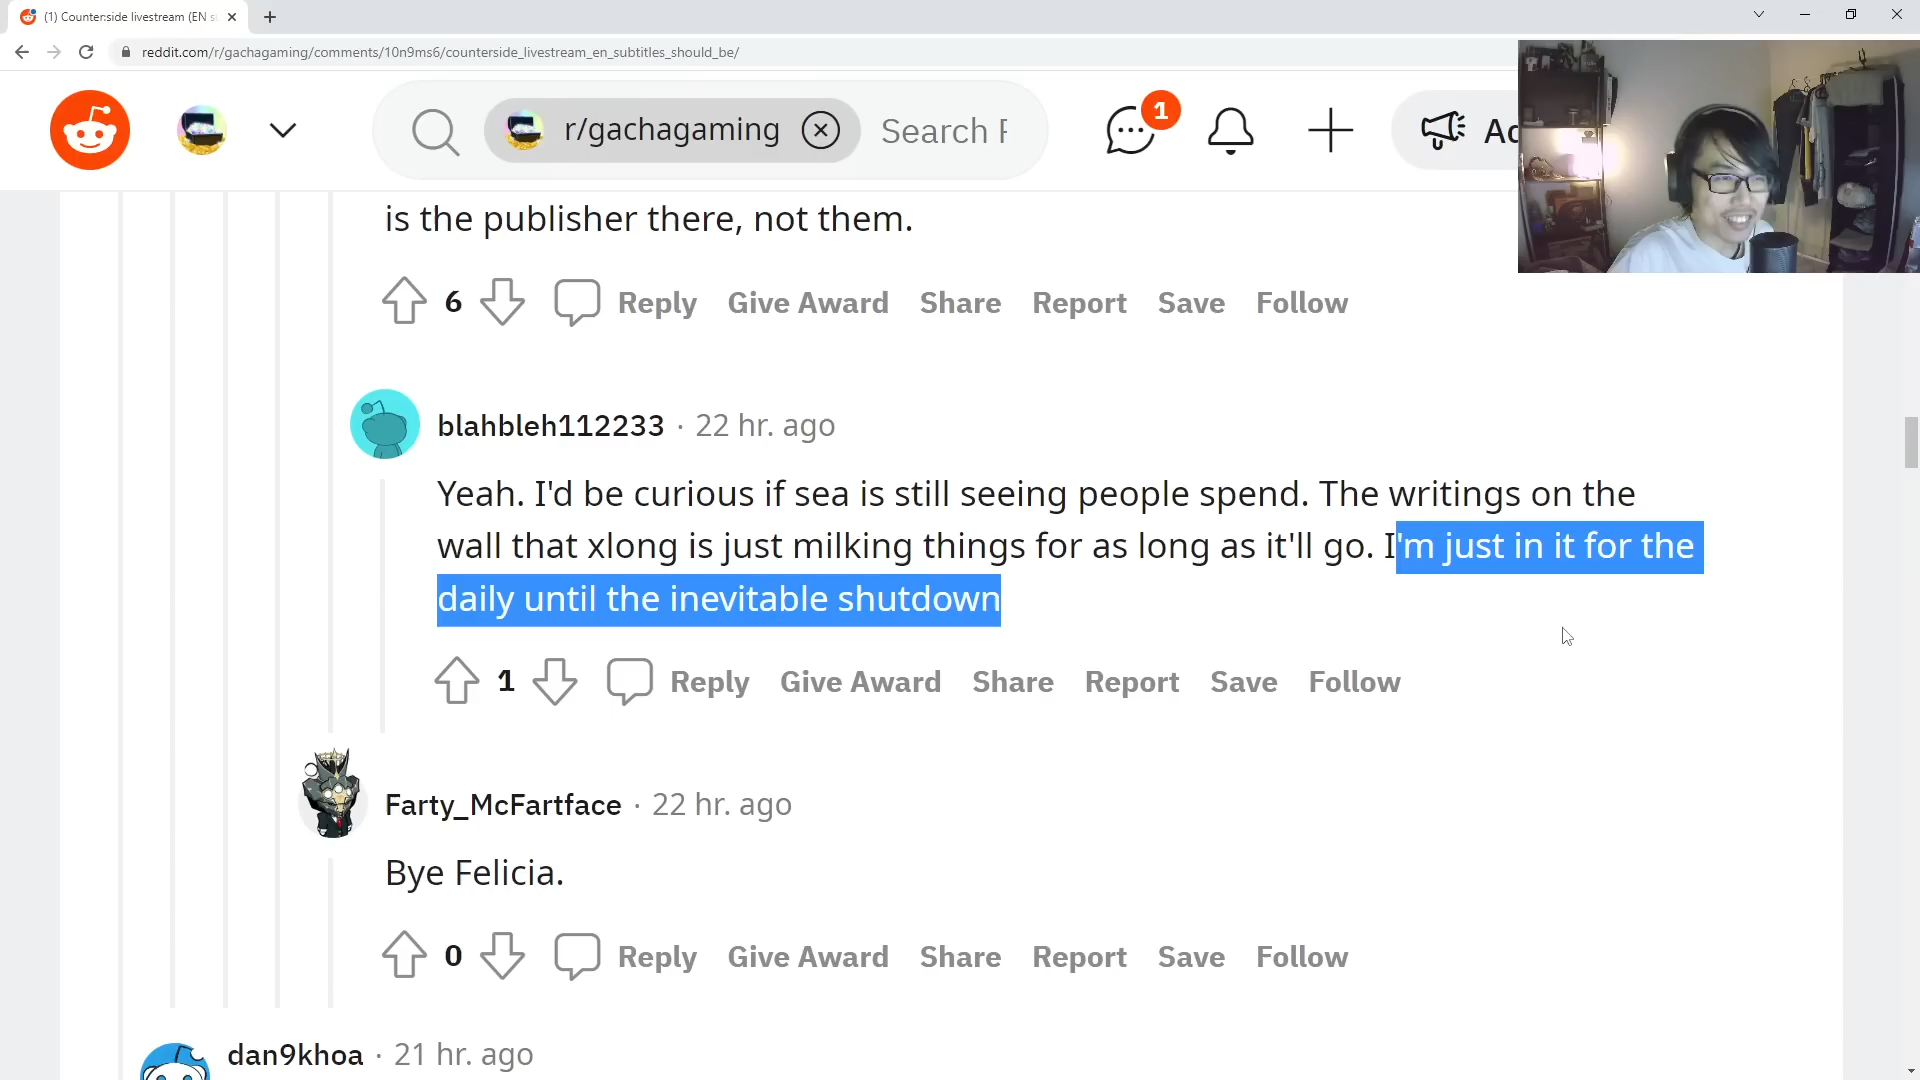 (1) Counter:side livestream (EN s
reddit.com/r/gachagaming/comments/10n9ms6/counterside_livestream_en_subtitles_should_be/
r/gachagaming
Search
1
is the publisher there, not them.
6 Reply Give Award Share Report Save Follow
blahbleh112233 · 22 hr. ago
Yeah. I'd be curious if sea is still seeing people spend. The writings on the
wall that xlong is just milking things for as long as it'll go. I'm just in it for the
daily until the inevitable shutdown
1 Reply Give Award Share Report Save Follow
Farty_McFartface · 22 hr. ago
Bye Felicia.
0 Reply Give Award Share Report Save Follow
dan9khoa · 21 hr. ago